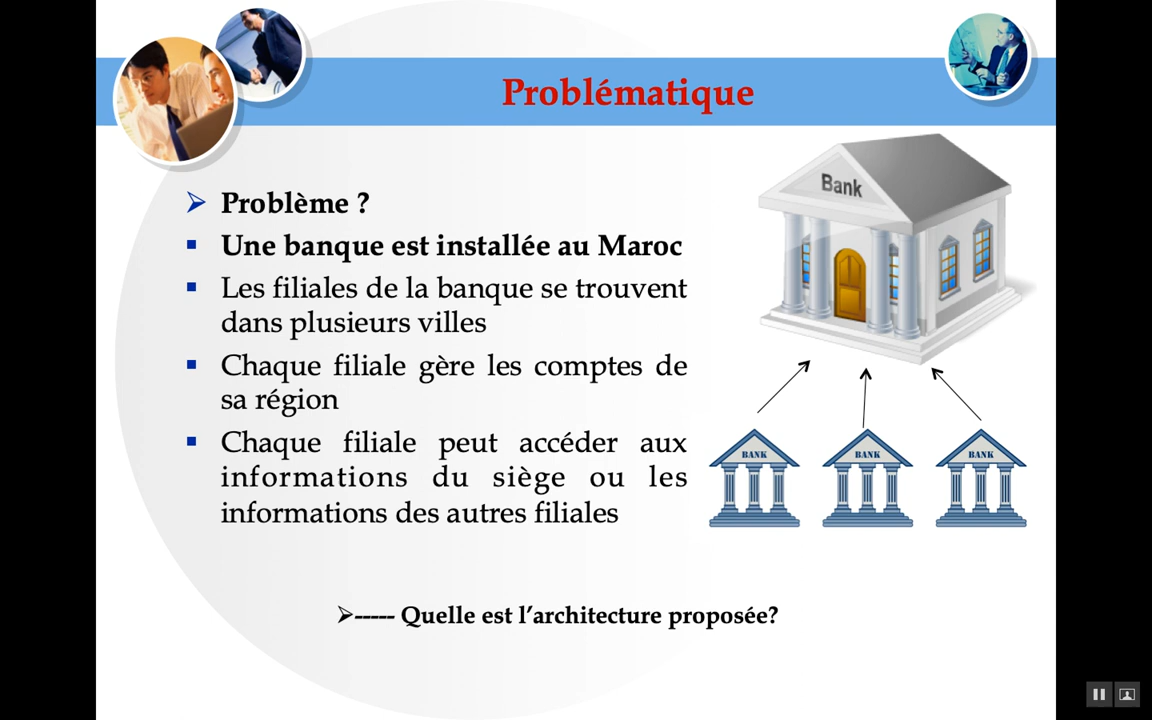 Problématique
Bank
Problème ?
Une banque est installée au Maroc
Les filiales de la banque se trouvent
dans plusieurs villes
Chaque filiale gère les comptes de
sa région
Chaque filiale peut accéder aux
informations du siège ou les
informations des autres filiales
BANK
BANK
BANK
----- Quelle est l’architecture proposée?